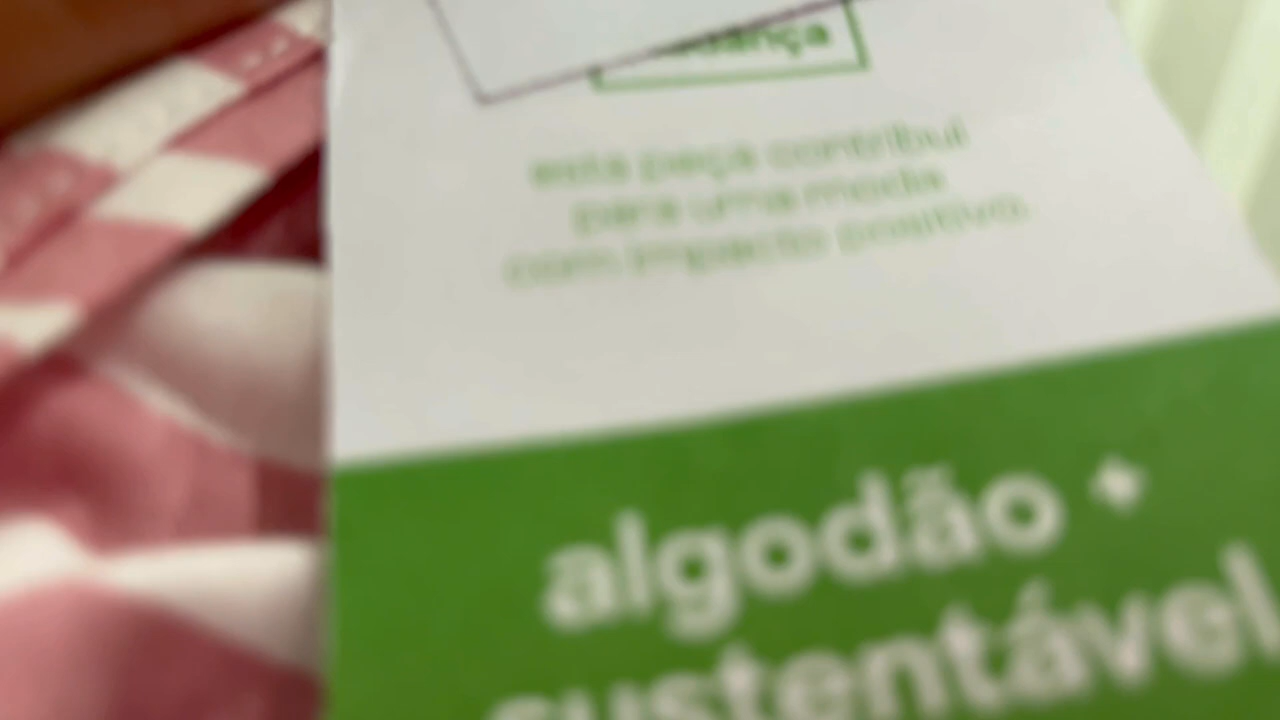 esta peça contribui
para uma moda
com impacto positivo.
algodão +
sustentável